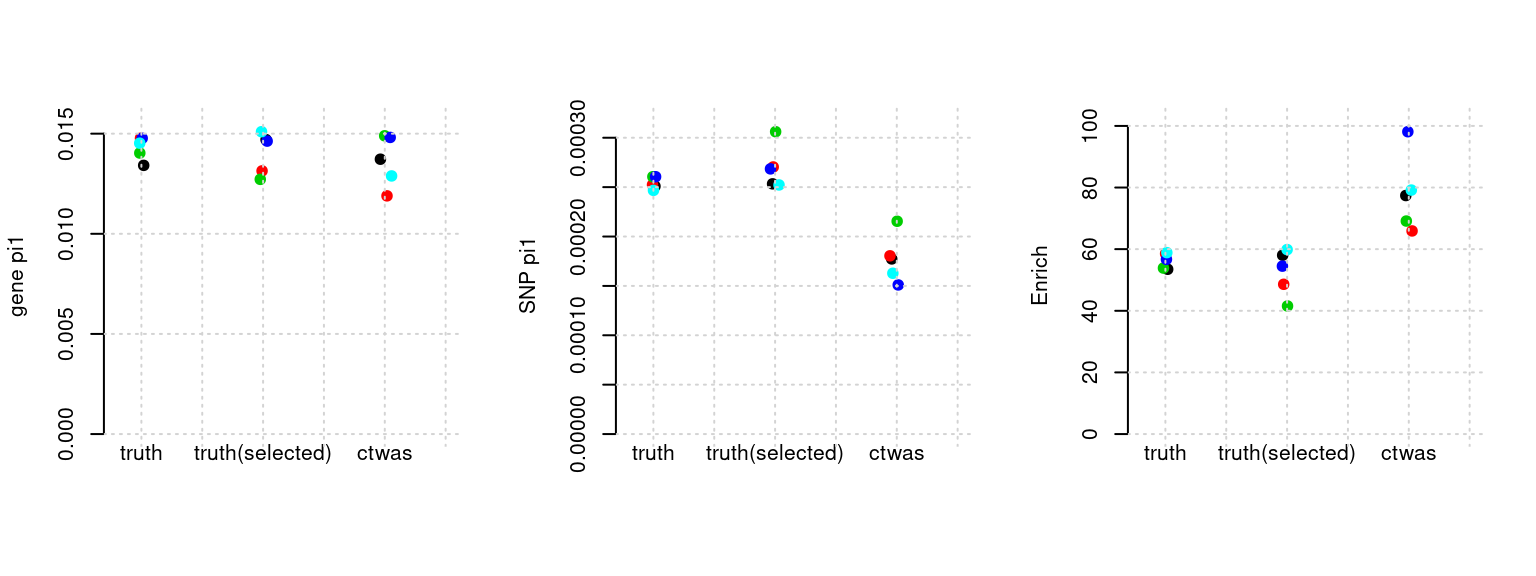 gene pi1
0.015
0.010
0.005
0.000
truth truth(selected) ctwas
SNP pi1
0.00030
0.00020
0.00010
0.00000
truth truth(selected) ctwas
Enrich
100
80
60
40
20
0
truth truth(selected) ctwas